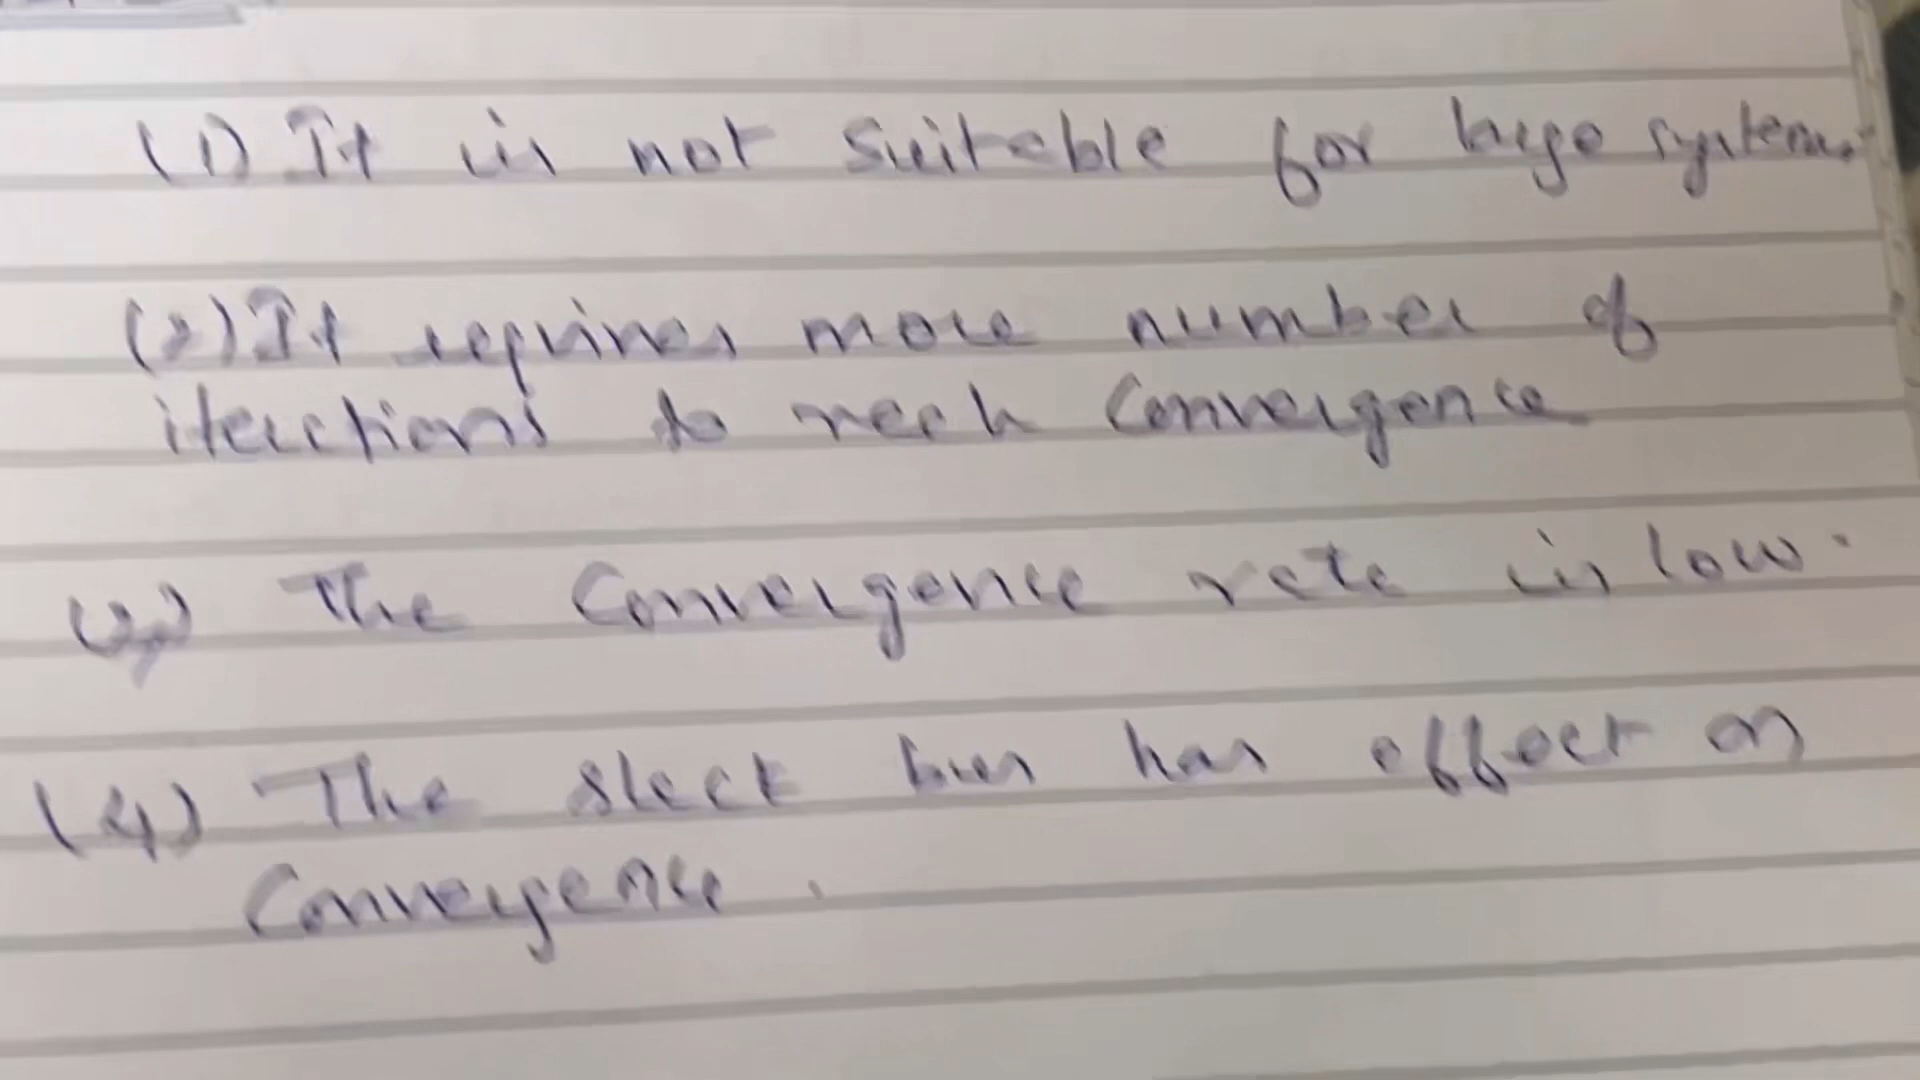 (1) It is not suitable for large systems.
(2) It requires more number of
iteractions to reach Convergence
(3) The Convergence rate is low.
(4) The slack bus has effect on
Convergence.